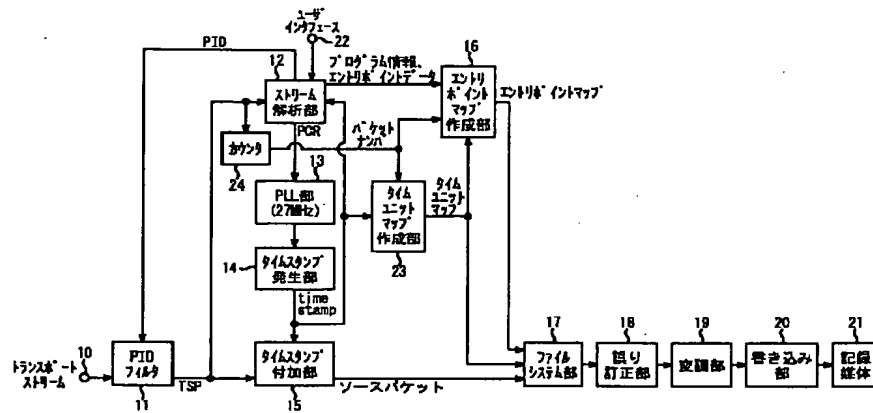 ユーザ
インタフェース
22
PID
12
ストリーム
解析部
プログラム情報、
エントリポイントデータ
16
エントリ
ポイント
マップ
作成部
エントリポイントマップ
PCR
パケット
ナンバ
カウンタ
24
13
PLL部
(27MHz)
タイム
ユニット
マップ
作成部
23
タイム
ユニット
マップ
14
タイムスタンプ
発生部
time
stamp
トランスポート
ストリーム
10
PID
フィルタ
11
TSP
タイムスタンプ
付加部
15
ソースパケット
17
ファイル
システム部
18
誤り
訂正部
19
変調部
20
書き込み
部
21
記録
媒体